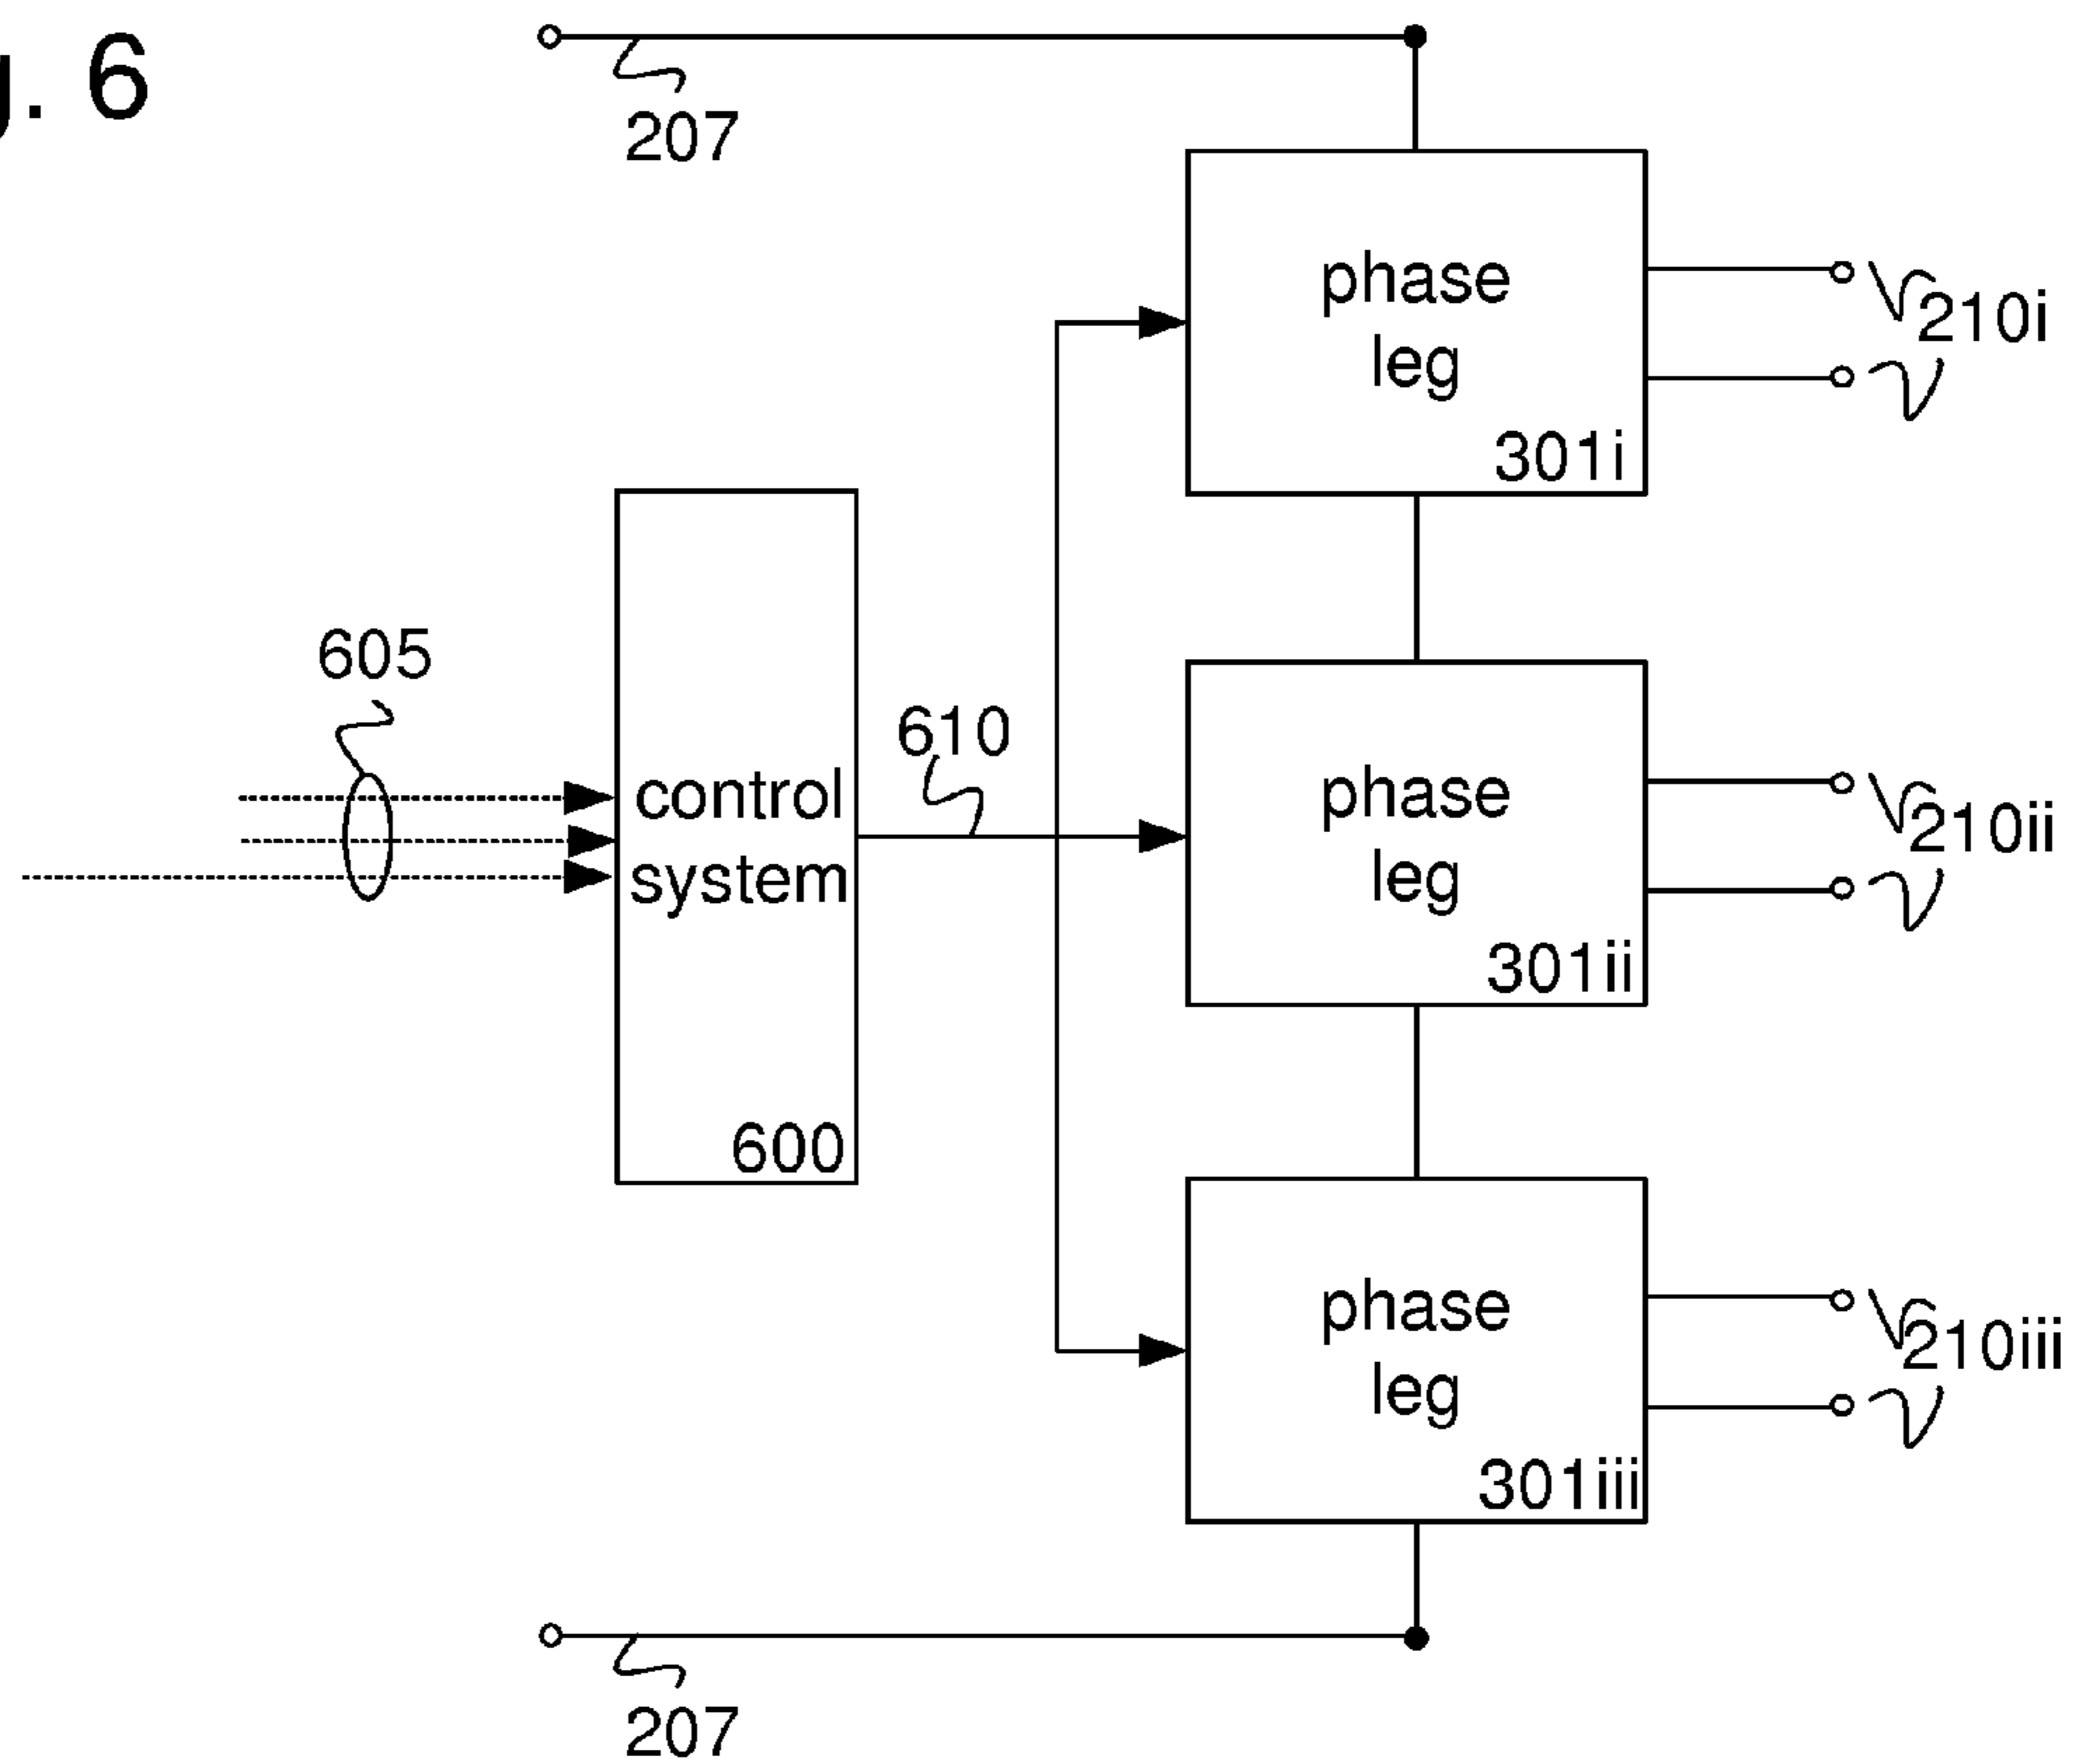 g. 6
207
phase
leg
301i
210i
605
control
system
600
610
phase
leg
301ii
210ii
phase
leg
301iii
210iii
207